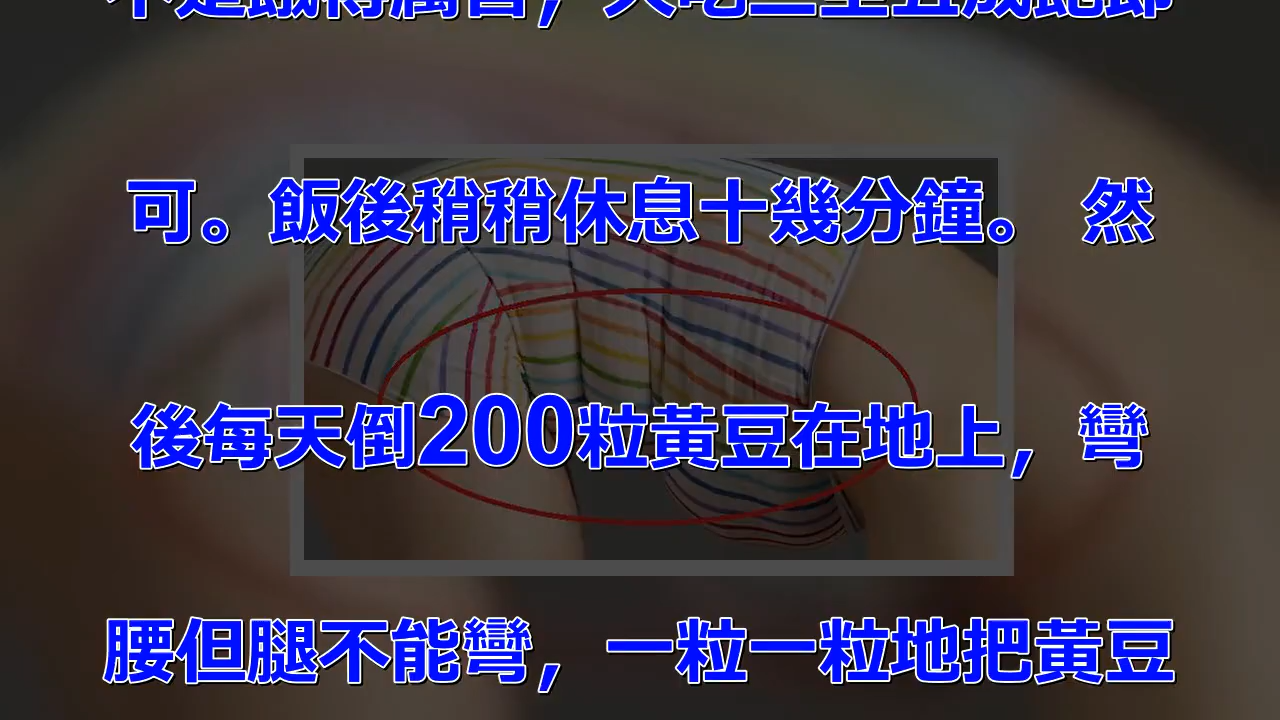 可。飯後稍稍休息十幾分鐘。 然
後每天倒200粒黃豆在地上，彎
腰但腿不能彎，一粒一粒地把黃豆